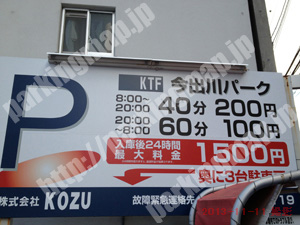 P
KTF 今出川パーク
8:00~20:00 40分 200円
20:00~8:00 60分 100円
入庫後24時間
最大料金 1500円
奥に3台駐車
株式会社 KOZU 故障緊急連絡先 19
parkingman.top